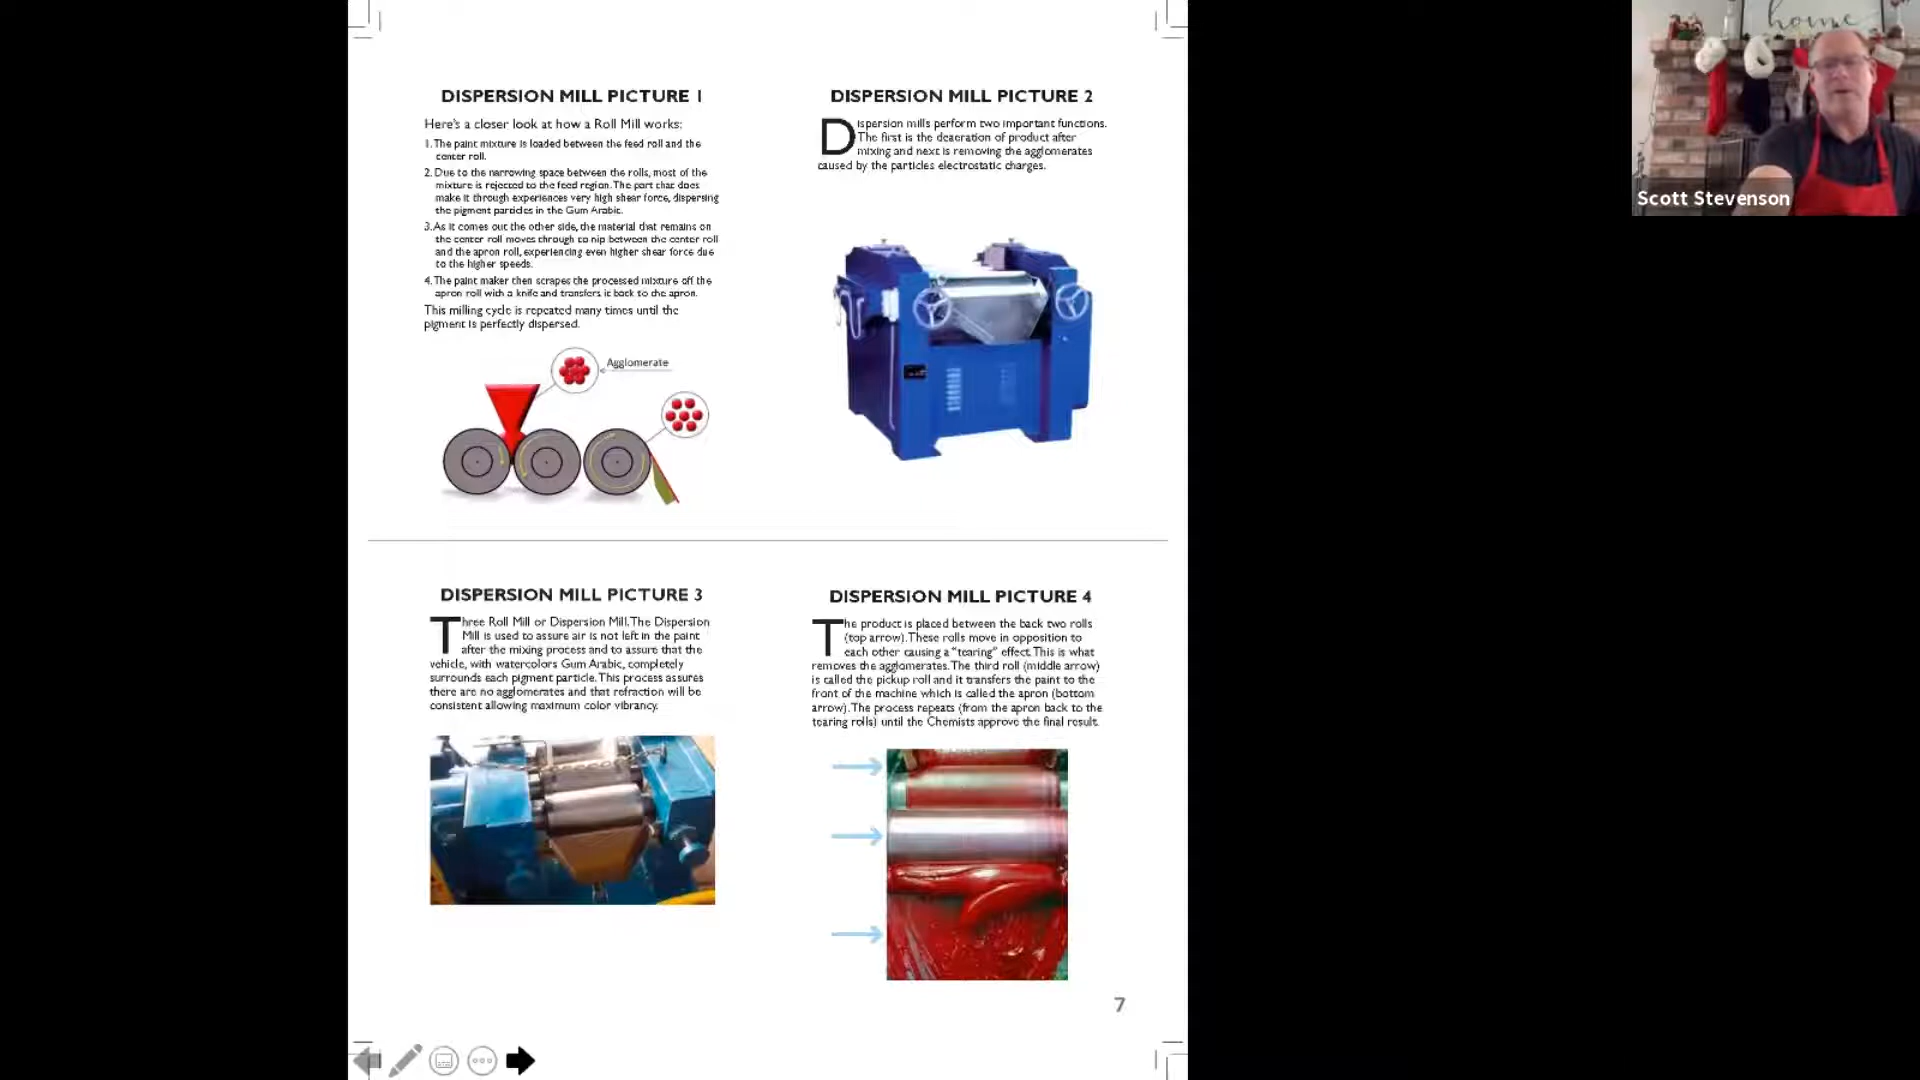 DISPERSION MILL PICTURE 1
Here's a closer look at how a Roll Mill works:
1. The paint mixture is loaded between the feed roll and the
center roll.
2. Due to the narrowing space between the rolls, most of the
mixture is rejected to the feed region. The part that does
make it through experiences very high shear force, dispersing
the pigment particles in the Gum Arabic.
3. As it comes out the other side, the material that remains on
the center roll moves through to nip between the center roll
and the apron roll, experiencing even higher shear force due
to the higher speeds.
4. The paint maker then scrapes the processed mixture off the
apron roll with a knife and transfers it back to the apron.
This milling cycle is repeated many times until the
pigment is perfectly dispersed.
Agglomerate
DISPERSION MILL PICTURE 2
Dispersion mills perform two important functions.
The first is the deaeration of product after
mixing and next is removing the agglomerates
caused by the particles electrostatic charges.
DISPERSION MILL PICTURE 3
Three Roll Mill or Dispersion Mill. The Dispersion
Mill is used to assure air is not left in the paint
after the mixing process and to assure that the
vehicle, with watercolors Gum Arabic, completely
surrounds each pigment particle. This process assures
there are no agglomerates and that refraction will be
consistent allowing maximum color vibrancy.
DISPERSION MILL PICTURE 4
The product is placed between the back two rolls
(top arrow). These rolls move in opposition to
each other causing a "tearing" effect. This is what
removes the agglomerates. The third roll (middle arrow)
is called the pickup roll and it transfers the paint to the
front of the machine which is called the apron (bottom
arrow). The process repeats (from the apron back to the
tearing rolls) until the Chemists approve the final result.
7
home
Scott Stevenson